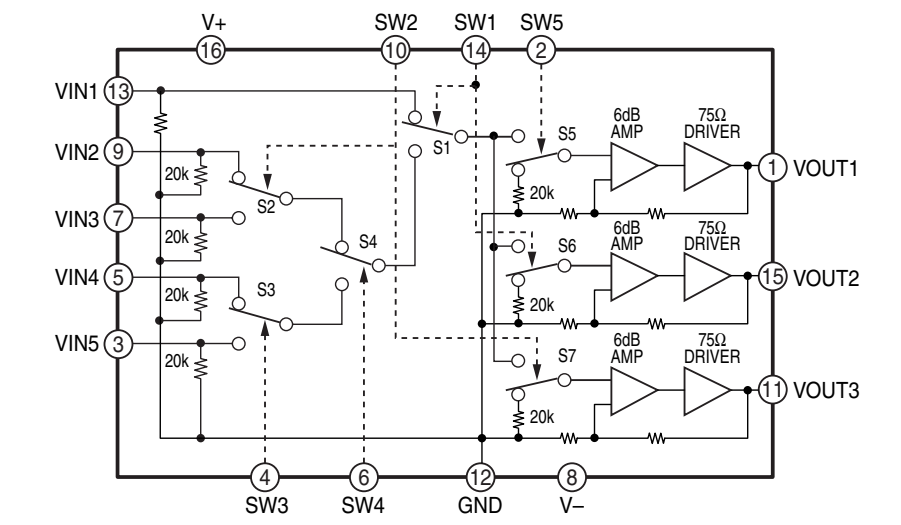 V+
SW2
SW1
SW5
16
10
14
2
VIN1
13
S1
6dB
AMP
75Ω
DRIVER
S5
VIN2
9
20k
S2
20k
1
VOUT1
VIN3
7
20k
S4
S6
6dB
AMP
75Ω
DRIVER
VIN4
5
20k
S3
20k
15
VOUT2
VIN5
3
20k
S7
6dB
AMP
75Ω
DRIVER
20k
11
VOUT3
4
6
12
8
SW3
SW4
GND
V–